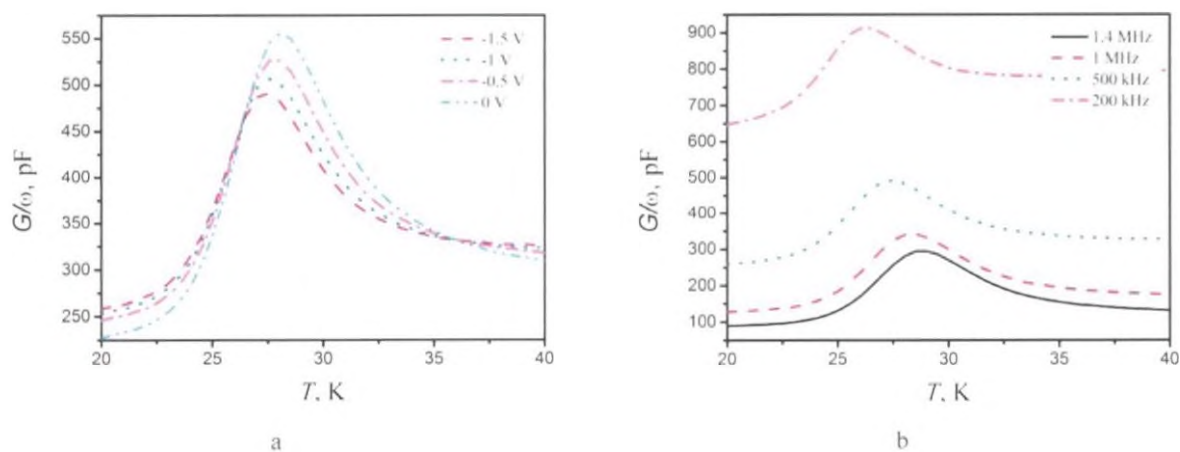 550
500
450
400
350
300
250
G/ω, pF
20 25 30 35 40
T, K
-1.5 V
-1 V
-0.5 V
0 V
a
950
900
800
700
600
500
400
300
200
100
G/ω, pF
20 25 30 35 40
T, K
1.4 MHz
1 MHz
500 kHz
200 kHz
b